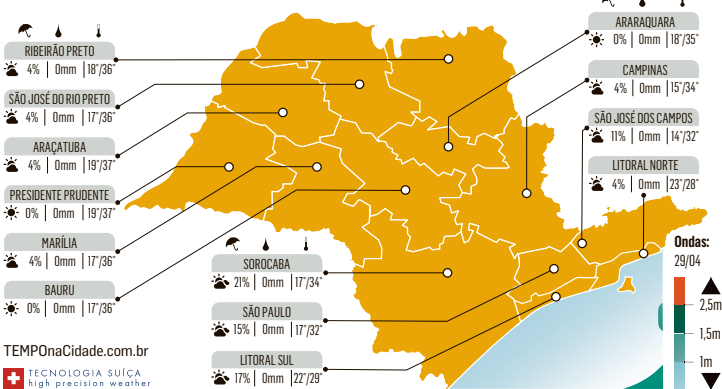 RIBEIRÃO PRETO
4% | 0mm | 18°/36°
SÃO JOSÉ DO RIO PRETO
4% | 0mm | 17°/36°
ARAÇATUBA
4% | 0mm | 19°/37°
PRESIDENTE PRUDENTE
0% | 0mm | 19°/37°
MARÍLIA
4% | 0mm | 17°/36°
BAURU
0% | 0mm | 17°/36°
SOROCABA
21% | 0mm | 17°/34°
SÃO PAULO
15% | 0mm | 17°/32°
LITORAL SUL
17% | 0mm | 22°/29°
ARARAQUARA
0% | 0mm | 18°/35°
CAMPINAS
4% | 0mm | 15°/34°
SÃO JOSÉ DOS CAMPOS
11% | 0mm | 14°/32°
LITORAL NORTE
4% | 0mm | 23°/28°
Ondas:
29/04
2,5m
1,5m
1m
TEMPOnaCidade.com.br
TECNOLOGIA SUÍÇA
high precision weather